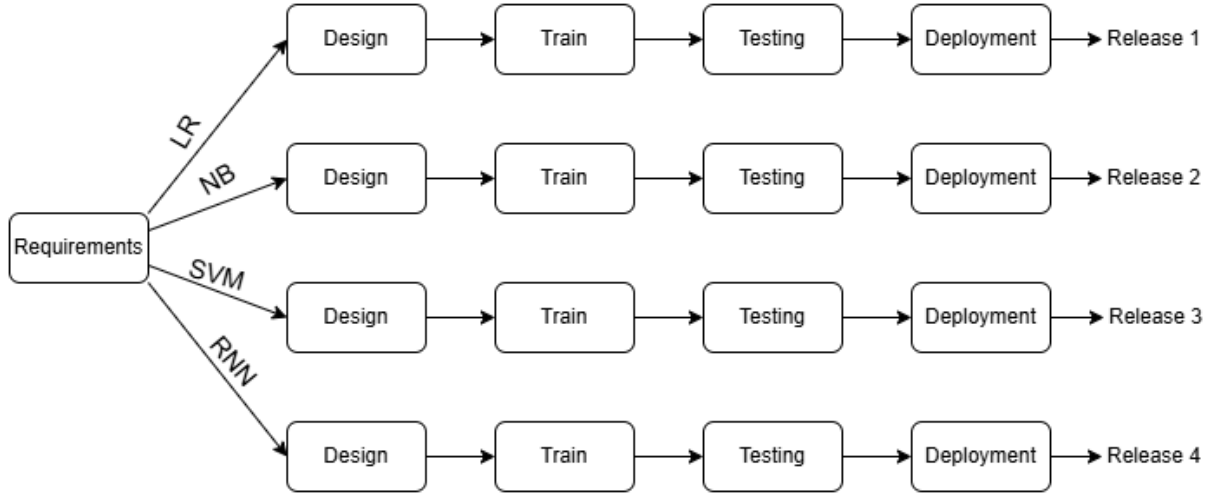 Design Train Testing Deployment Release 1
LR
NB
Design Train Testing Deployment Release 2
Requirements
SVM
Design Train Testing Deployment Release 3
RNN
Design Train Testing Deployment Release 4